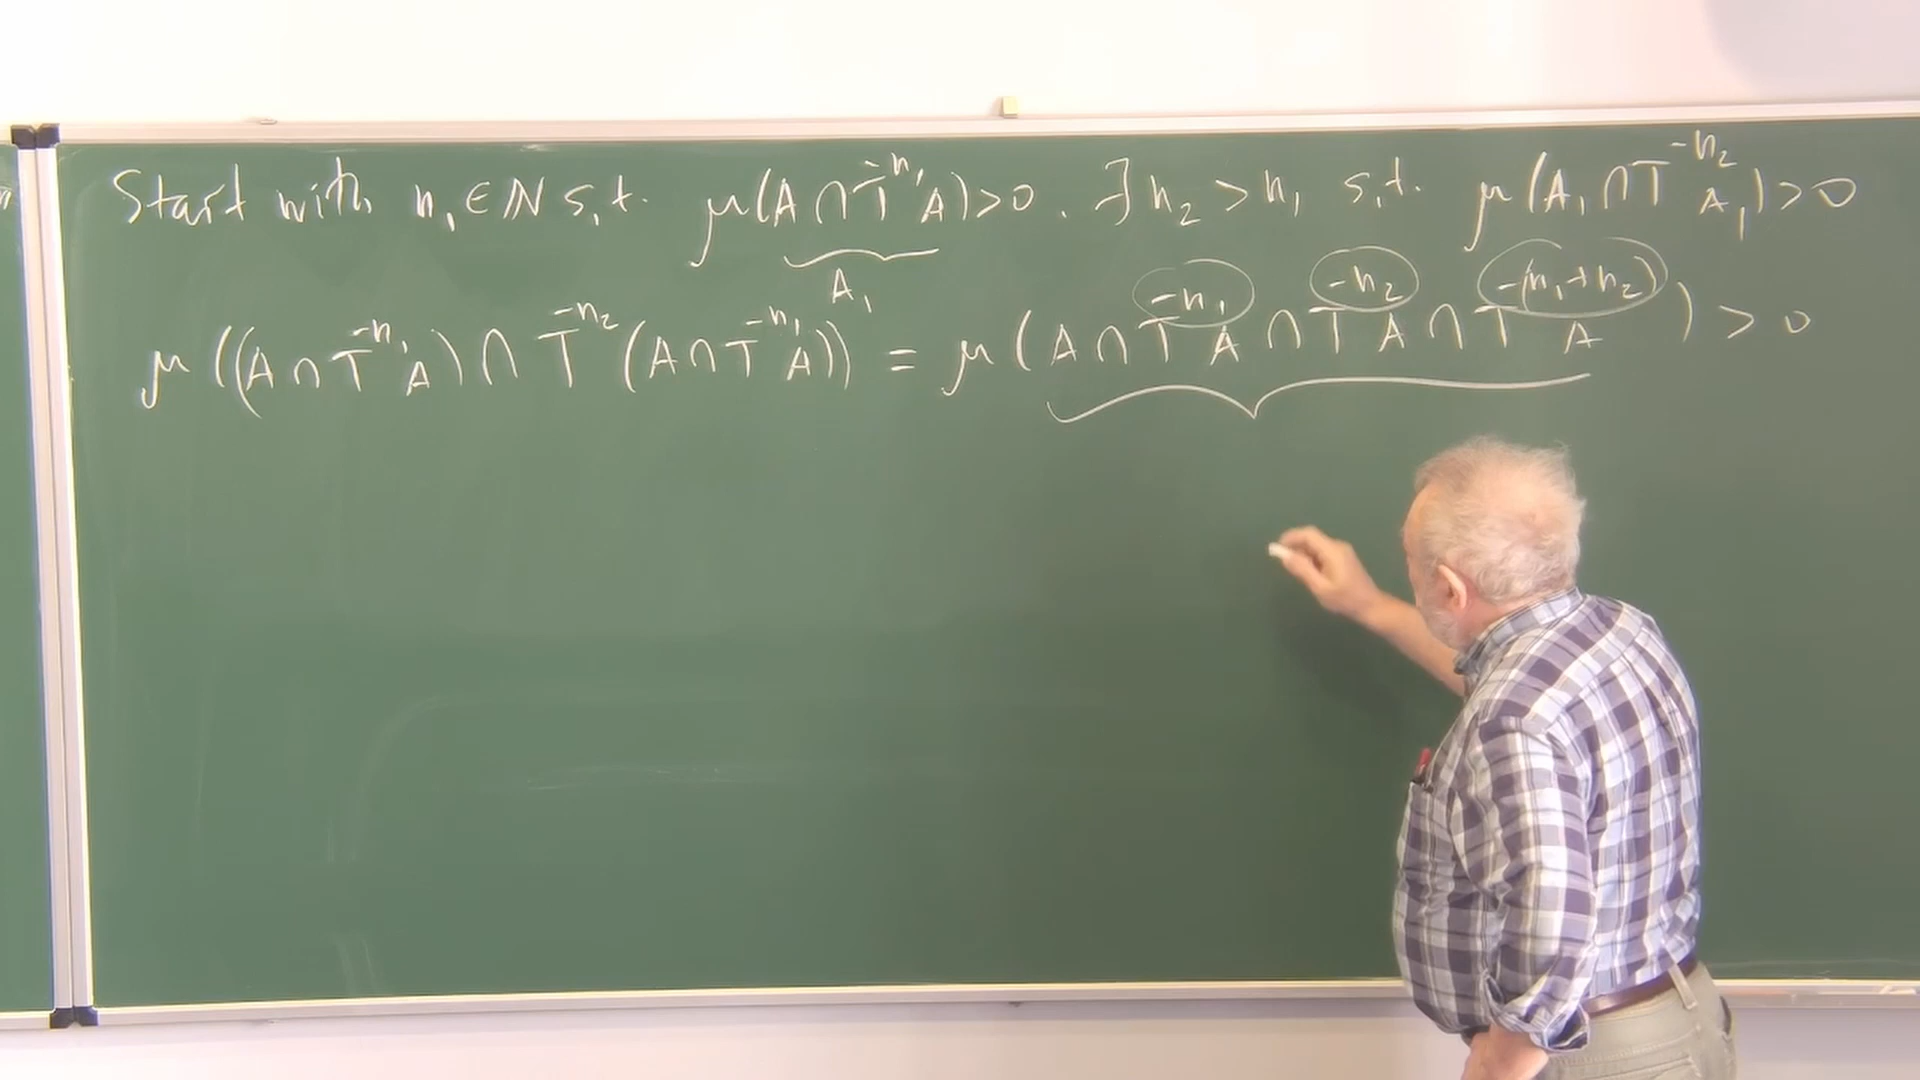 Start with n₁ ∈ ℕ s.t. μ(A ∩ T⁻ⁿ¹A) > 0. ∃ n₂ > n₁ s.t. μ(A₁ ∩ T⁻ⁿ²A₁) > 0
A₁
μ((A ∩ T⁻ⁿ¹A) ∩ T⁻ⁿ²(A ∩ T⁻ⁿ¹A)) = μ(A ∩ T⁻ⁿ¹A ∩ T⁻ⁿ²A ∩ T^{-(n₁+n₂)}A) > 0